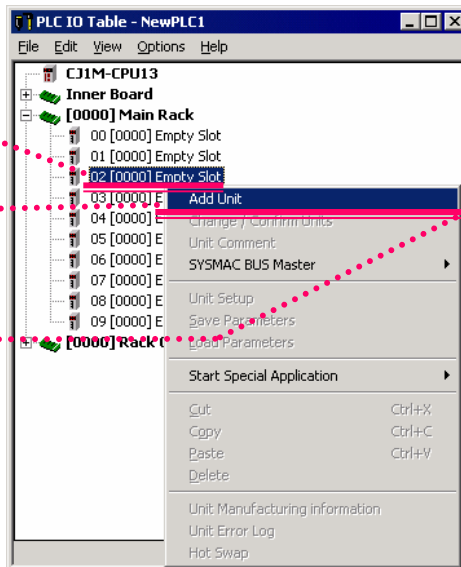 PLC IO Table - NewPLC1
File Edit View Options Help
CJ1M-CPU13
Inner Board
[0000] Main Rack
00 [0000] Empty Slot
01 [0000] Empty Slot
02 [0000] Empty Slot
03 [0000] E
Add Unit
04 [0000] E
Change / Confirm Units
05 [0000] E
Unit Comment
06 [0000] E
SYSMAC BUS Master
07 [0000] E
08 [0000] E
Unit Setup
09 [0000] E
Save Parameters
[0000] Rack
Load Parameters
Start Special Application
Cut Ctrl+X
Copy Ctrl+C
Paste Ctrl+V
Delete
Unit Manufacturing information
Unit Error Log
Hot Swap